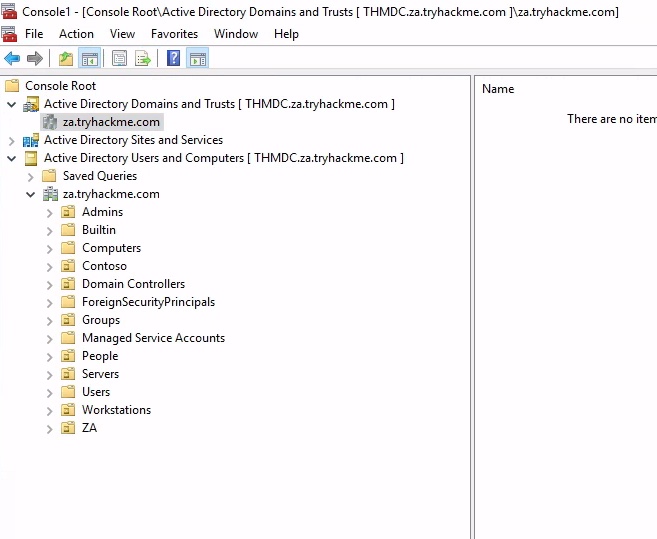 Console1 - [Console Root\Active Directory Domains and Trusts [ THMDC.za.tryhackme.com ]\za.tryhackme.com]
File Action View Favorites Window Help
Console Root
Active Directory Domains and Trusts [ THMDC.za.tryhackme.com ]
za.tryhackme.com
Active Directory Sites and Services
Active Directory Users and Computers [ THMDC.za.tryhackme.com ]
Saved Queries
za.tryhackme.com
Admins
Builtin
Computers
Contoso
Domain Controllers
ForeignSecurityPrincipals
Groups
Managed Service Accounts
People
Servers
Users
Workstations
ZA
Name
There are no item